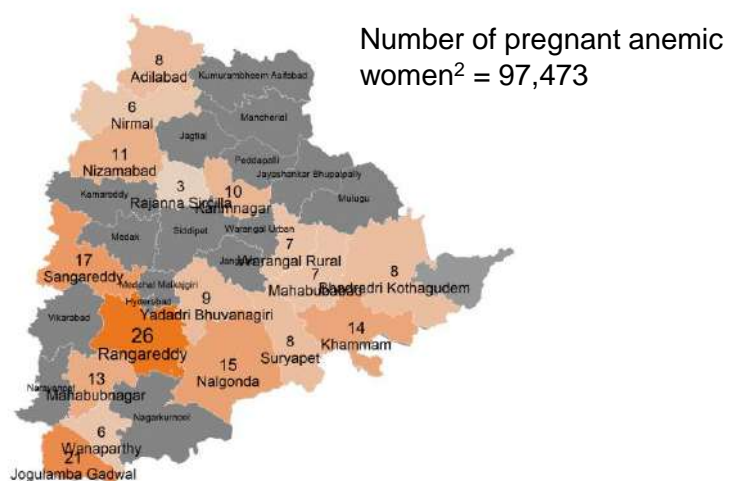 Number of pregnant anemic
women² = 97,473
8
Adilabad
Kumurambheem Asifabad
6
Nirmal
Mancherial
Jagtial
11
Nizamabad
Peddapalli
Jayashankar Bhupalpally
3
Rajanna Sircilla
10
Karimnagar
Kamareddy
Mulugu
Medak
Siddipet
Warangal Urban
7
Warangal Rural
Jangaon
17
Sangareddy
7
Mahabubabad
8
Bhadradri Kothagudem
Medchal Malkajgiri
Hyderabad
9
Yadadri Bhuvanagiri
Vikarabad
26
Rangareddy
8
Suryapet
14
Khammam
15
Nalgonda
Narayanpet
13
Mahabubnagar
Nagarkurnool
6
Wanaparthy
21
Jogulamba Gadwal